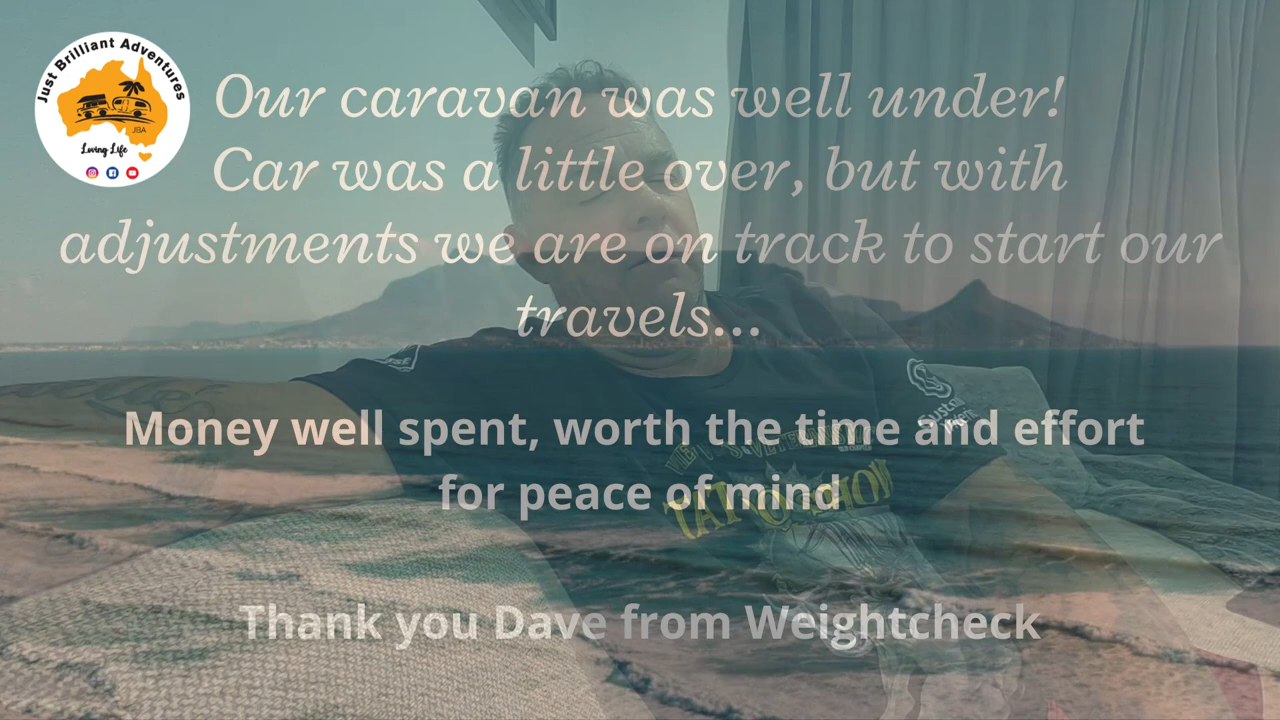 Just Brilliant Adventures
JBA
Loving Life
Our caravan was well under!
Car was a little over, but with
adjustments we are on track to start our
travels...
Money well spent, worth the time and effort
for peace of mind
Thank you Dave from Weightcheck